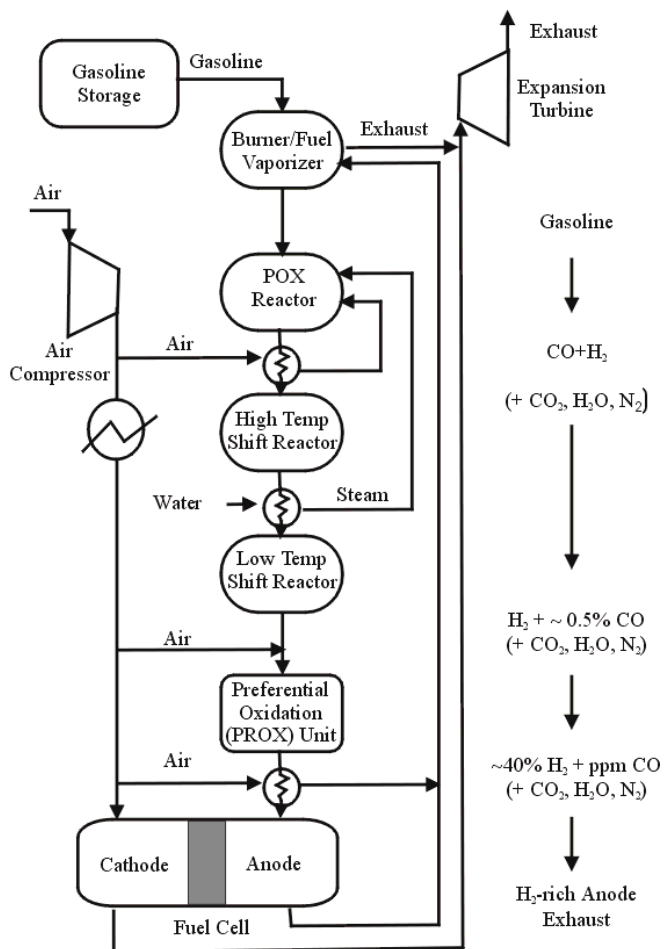 Gasoline
Storage
Gasoline
Burner/Fuel
Vaporizer
Exhaust
Exhaust
Expansion
Turbine
Air
Air
Compressor
POX
Reactor
Air
High Temp
Shift Reactor
Water
Steam
Low Temp
Shift Reactor
Air
Preferential
Oxidation
(PROX) Unit
Air
Cathode
Anode
Fuel Cell
Gasoline
CO+H₂
(+ CO₂, H₂O, N₂)
H₂ + ~ 0.5% CO
(+ CO₂, H₂O, N₂)
~40% H₂ + ppm CO
(+ CO₂, H₂O, N₂)
H₂-rich Anode
Exhaust